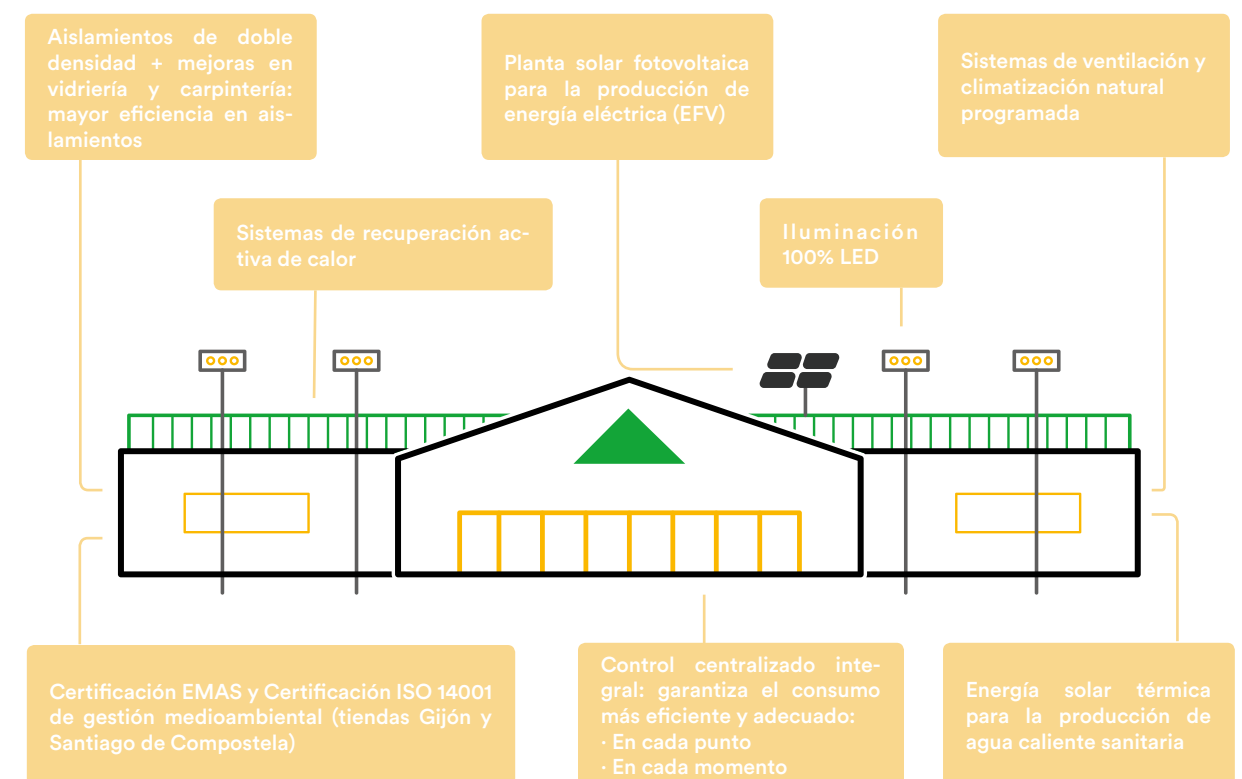 Aislamientos de doble
densidad + mejoras en
vidriería y carpintería:
mayor eficiencia en ais-
lamientos
Planta solar fotovoltaica
para la producción de
energía eléctrica (EFV)
Sistemas de ventilación y
climatización natural
programada
Sistemas de recuperación ac-
tiva de calor
Iluminación
100% LED
Certificación EMAS y Certificación ISO 14001
de gestión medioambiental (tiendas Gijón y
Santiago de Compostela)
Control centralizado inte-
gral: garantiza el consumo
más eficiente y adecuado:
· En cada punto
· En cada momento
Energía solar térmica
para la producción de
agua caliente sanitaria